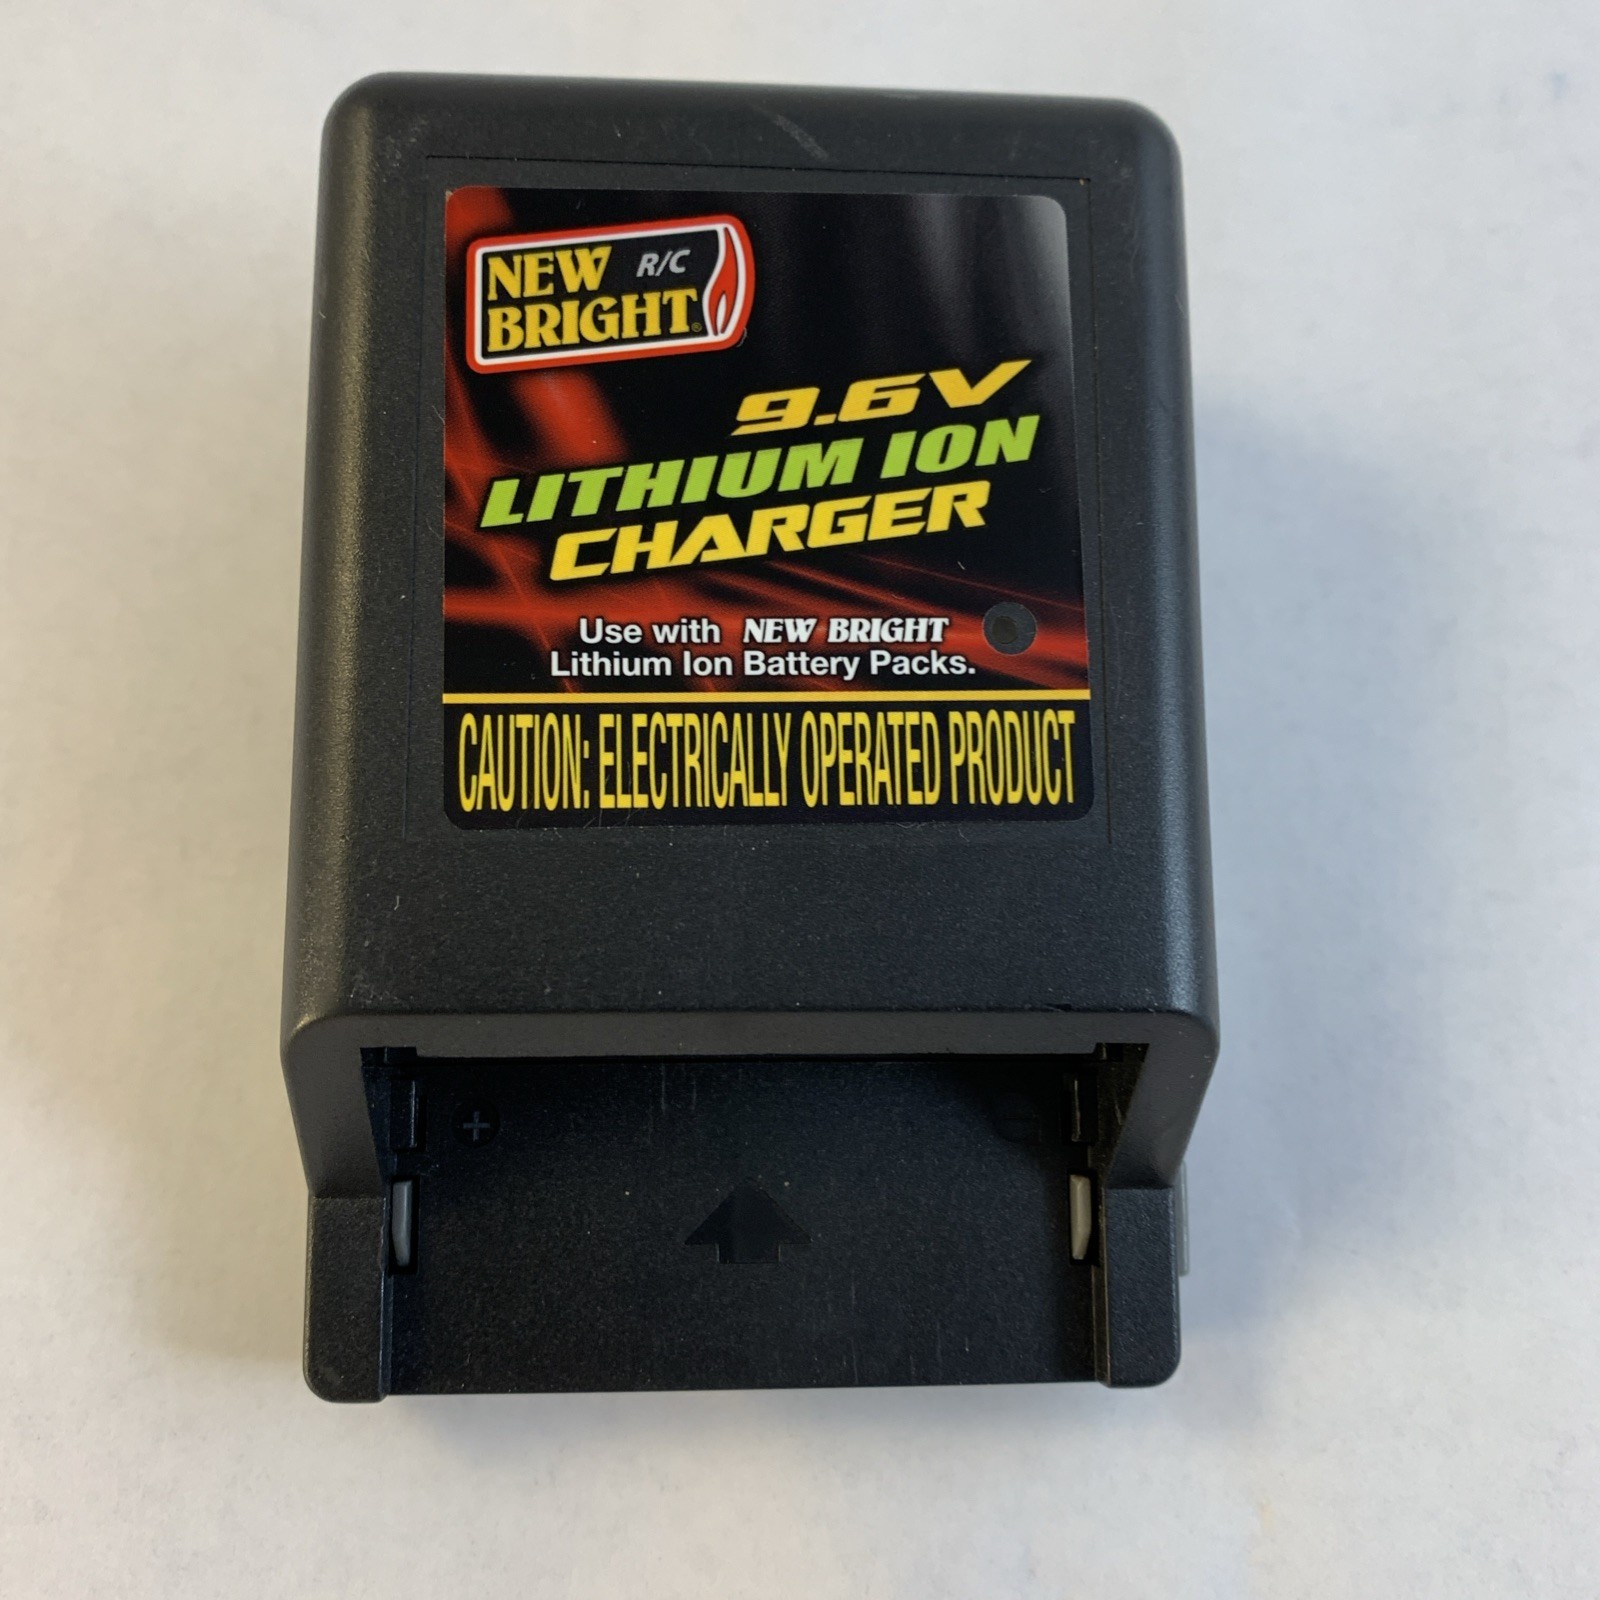 NEW R/C
BRIGHT®
9.6V
LITHIUM ION
CHARGER
Use with NEW BRIGHT
Lithium Ion Battery Packs.
CAUTION: ELECTRICALLY OPERATED PRODUCT
+ −